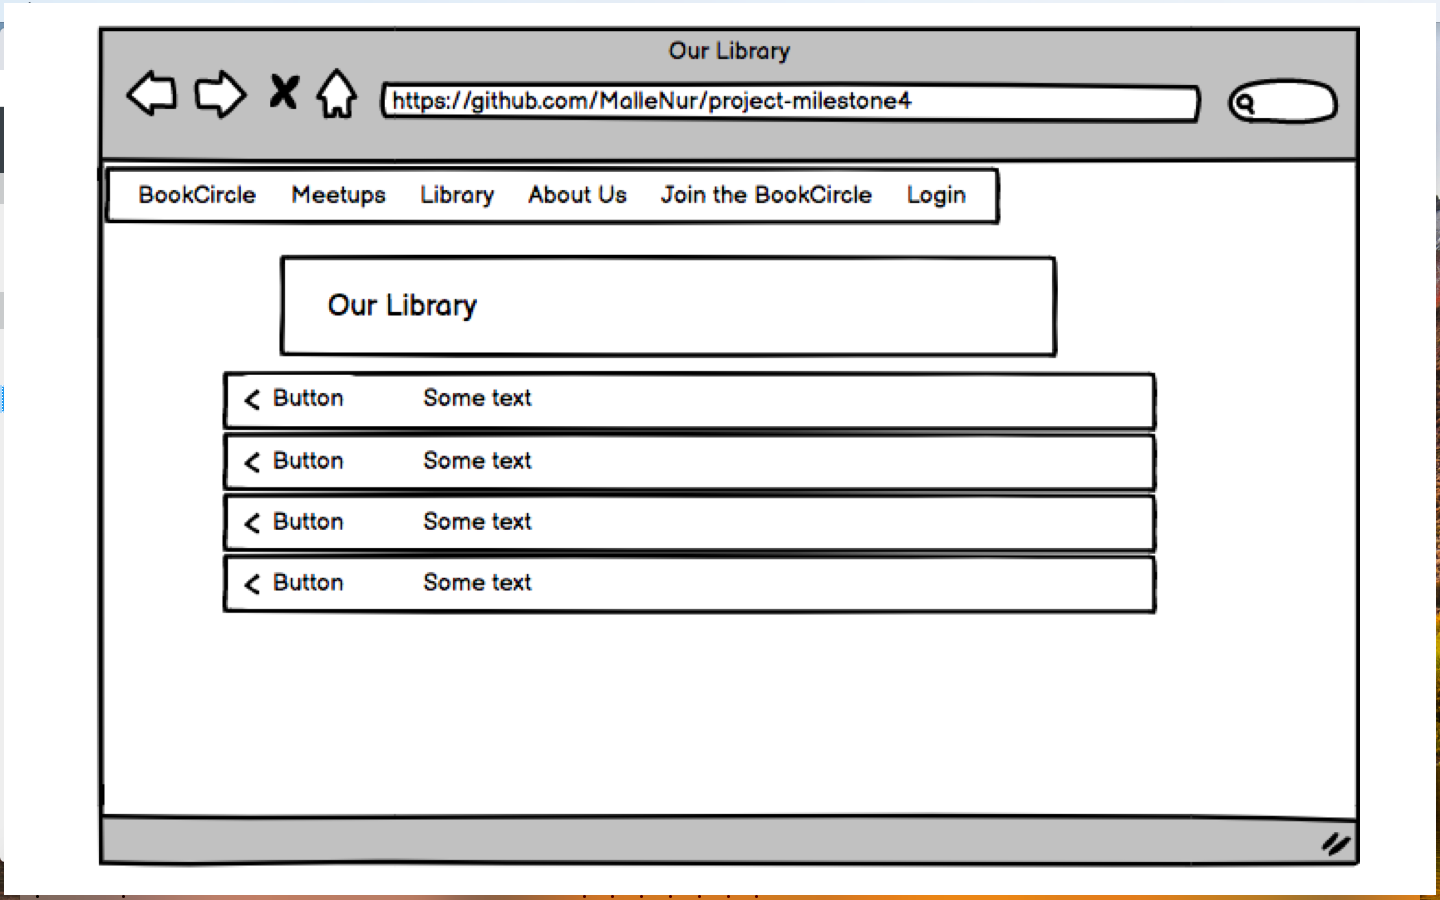 Our Library
https://github.com/MalleNur/project-milestone4
BookCircle Meetups Library About Us Join the BookCircle Login
Our Library
Button Some text
Button Some text
Button Some text
Button Some text